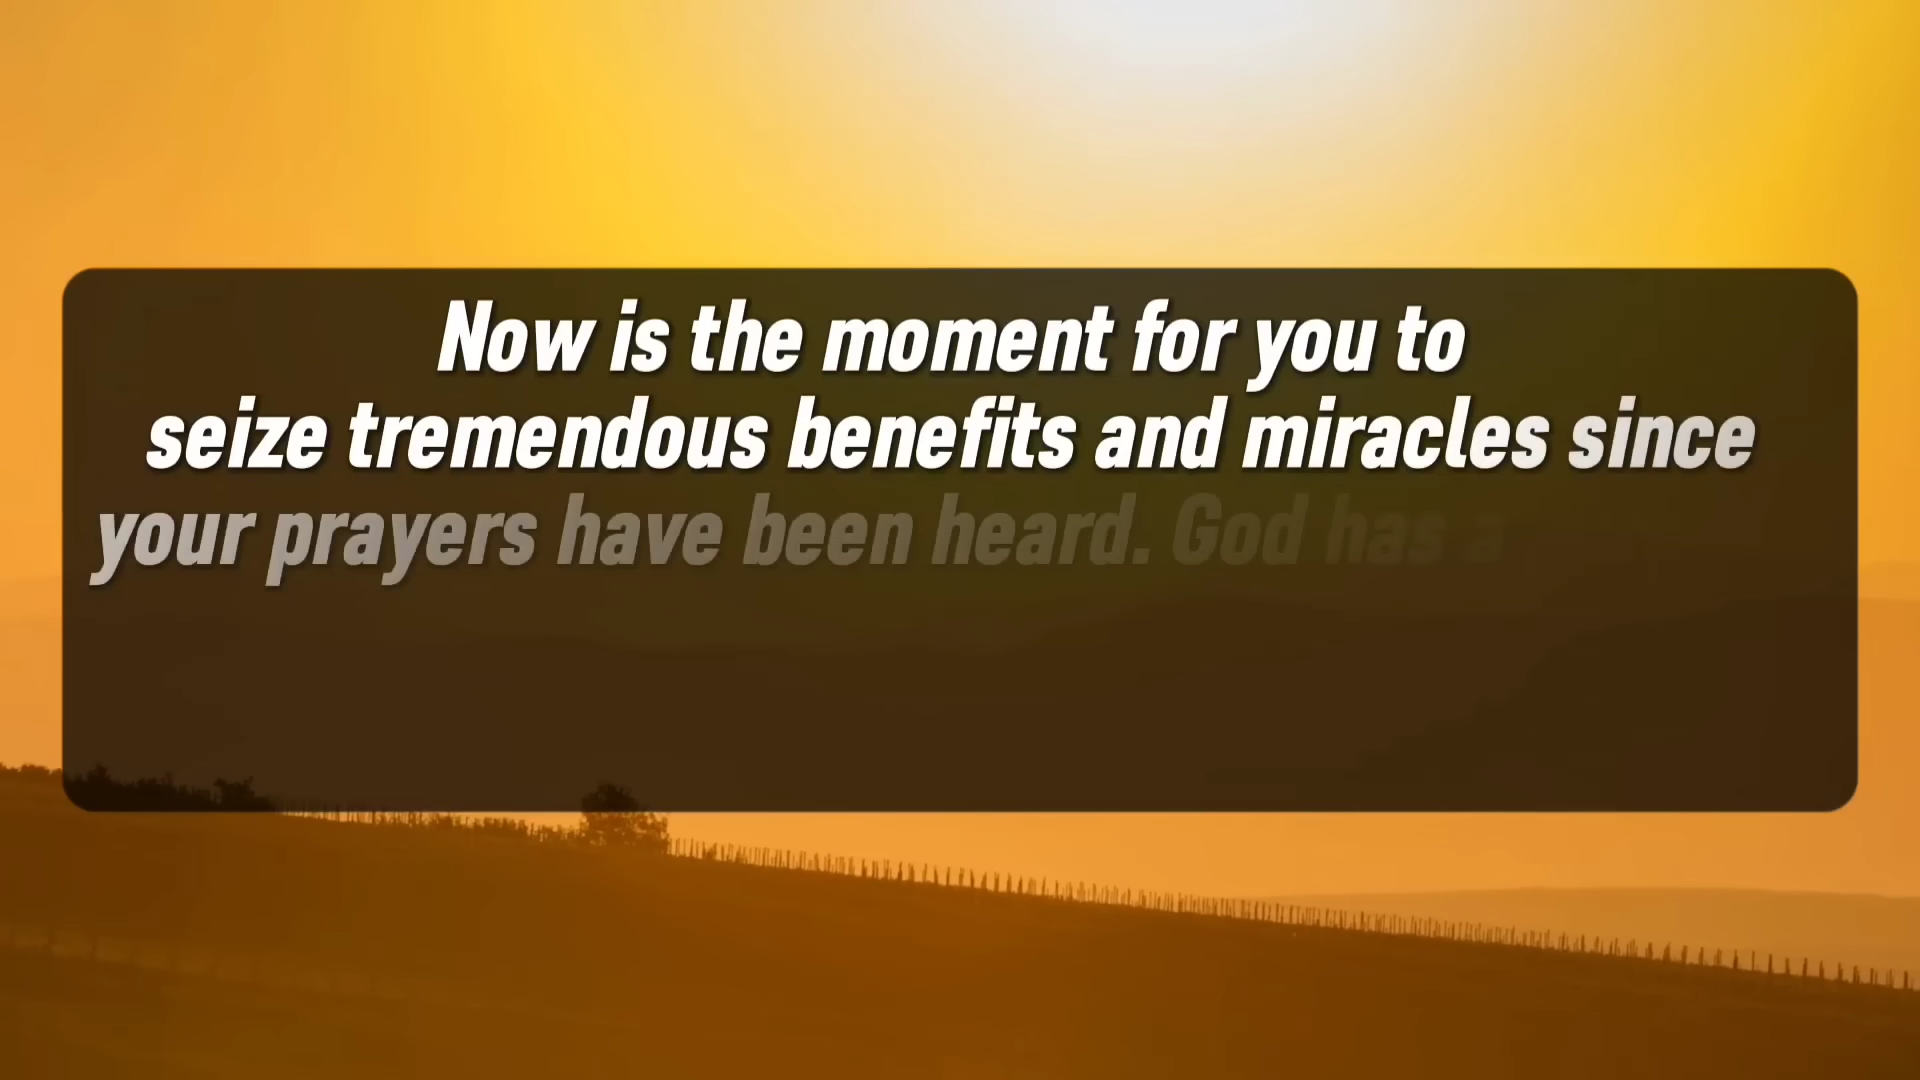 Now is the moment for you to
seize tremendous benefits and miracles since
your prayers have been heard. God has a